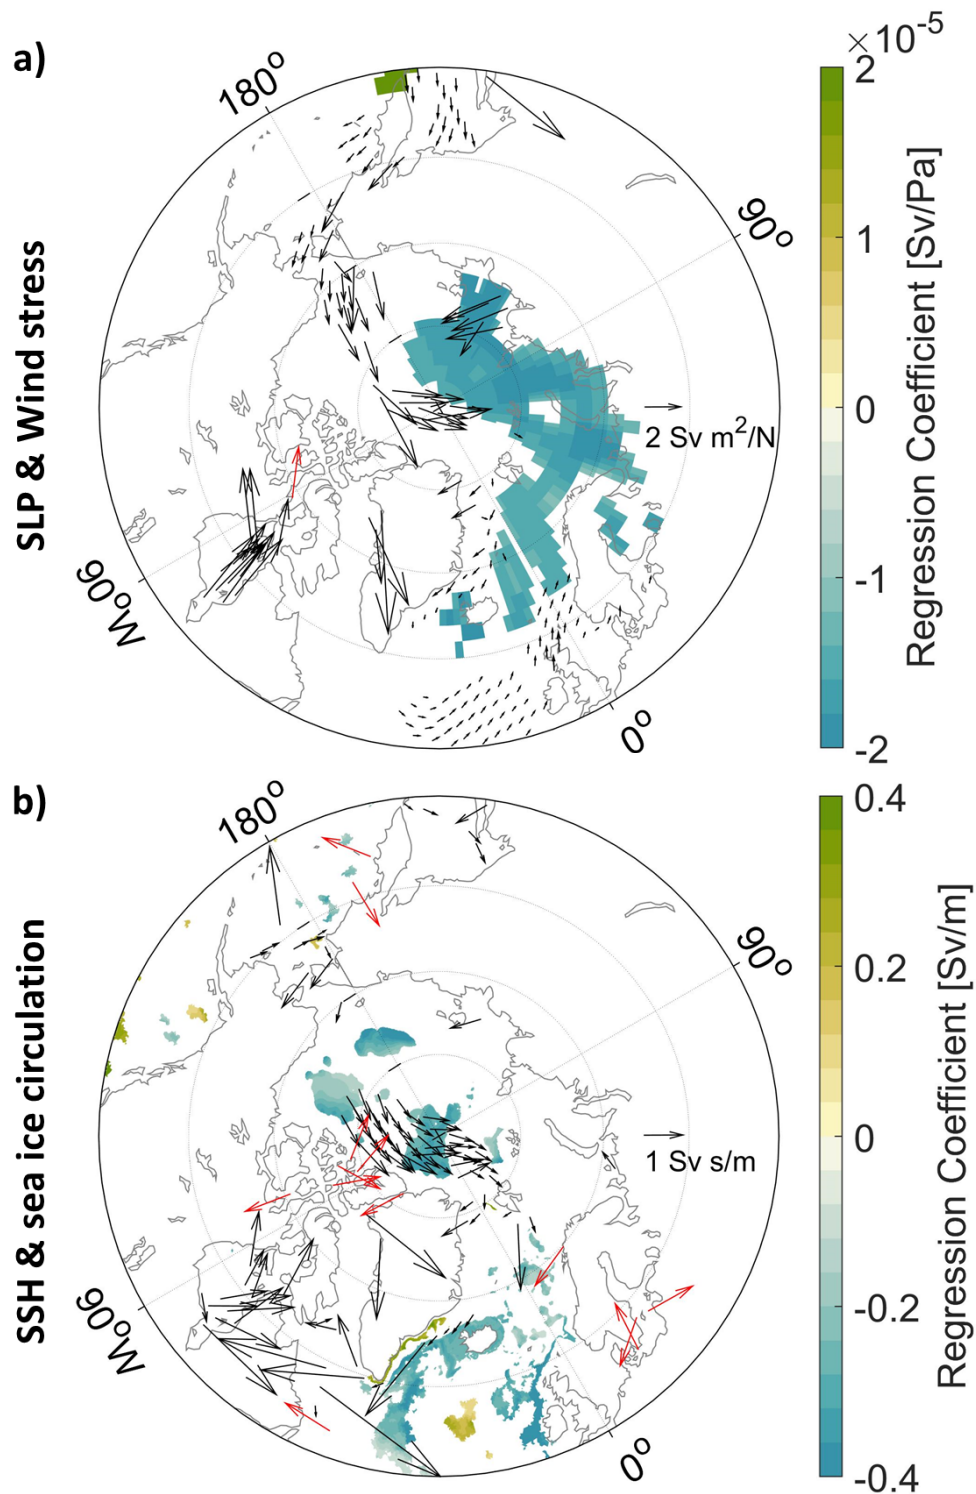 a)
SLP & Wind stress
180°
90°
90°W
0°
2 Sv m²/N
×10⁻⁵
2
1
0
-1
-2
Regression Coefficient [Sv/Pa]
b)
SSH & sea ice circulation
180°
90°
90°W
0°
1 Sv s/m
0.4
0.2
0
-0.2
-0.4
Regression Coefficient [Sv/m]